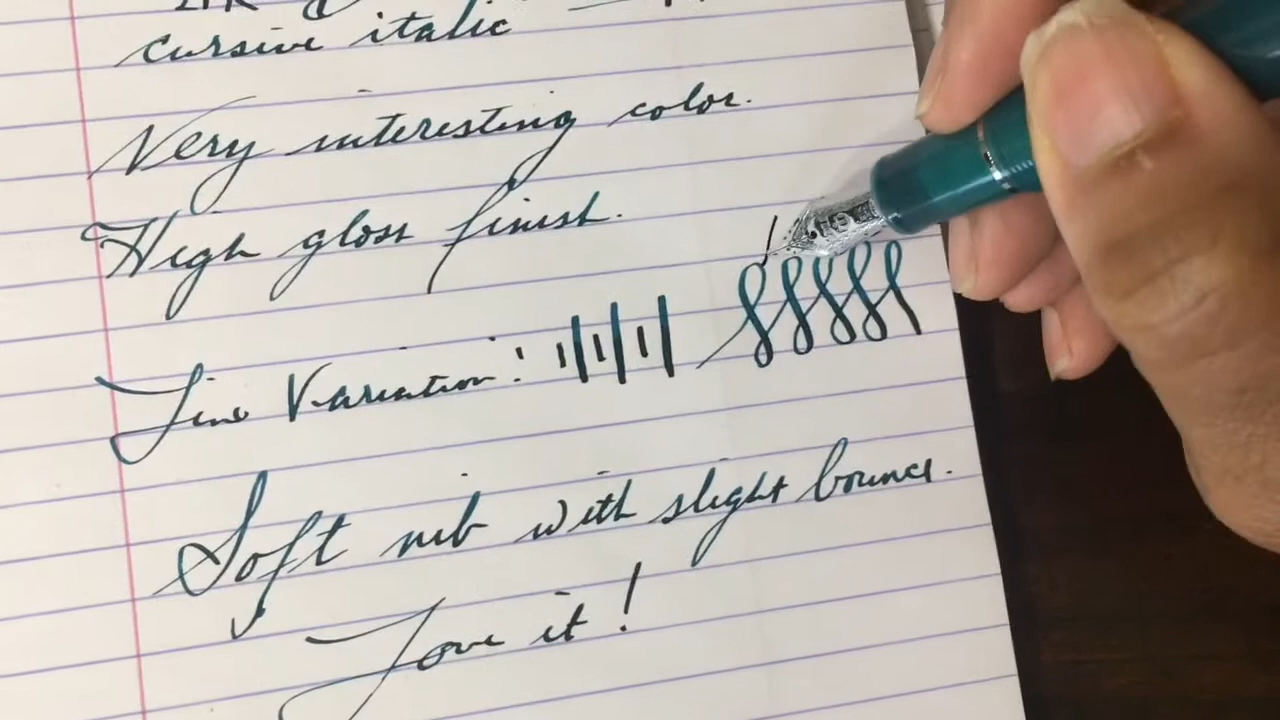 cursive italic
Very interesting color.
High gloss finish.
Line Variation:
Soft nib with slight bounce.
Love it!